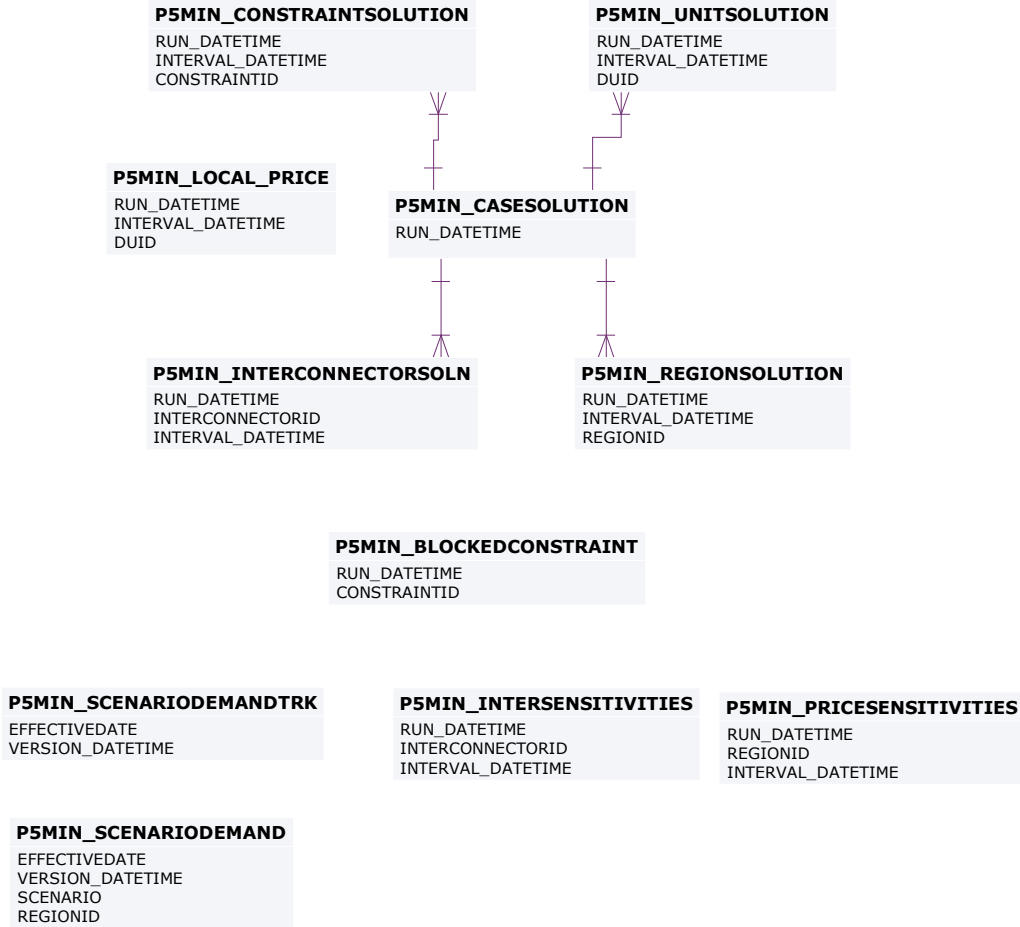 P5MIN_CONSTRAINTSOLUTION
RUN_DATETIME
INTERVAL_DATETIME
CONSTRAINTID
P5MIN_UNITSOLUTION
RUN_DATETIME
INTERVAL_DATETIME
DUID
P5MIN_LOCAL_PRICE
RUN_DATETIME
INTERVAL_DATETIME
DUID
P5MIN_CASESOLUTION
RUN_DATETIME
P5MIN_INTERCONNECTORSOLN
RUN_DATETIME
INTERCONNECTORID
INTERVAL_DATETIME
P5MIN_REGIONSOLUTION
RUN_DATETIME
INTERVAL_DATETIME
REGIONID
P5MIN_BLOCKEDCONSTRAINT
RUN_DATETIME
CONSTRAINTID
P5MIN_SCENARIODEMANDTRK
EFFECTIVEDATE
VERSION_DATETIME
P5MIN_INTERSENSITIVITIES
RUN_DATETIME
INTERCONNECTORID
INTERVAL_DATETIME
P5MIN_PRICESENSITIVITIES
RUN_DATETIME
REGIONID
INTERVAL_DATETIME
P5MIN_SCENARIODEMAND
EFFECTIVEDATE
VERSION_DATETIME
SCENARIO
REGIONID